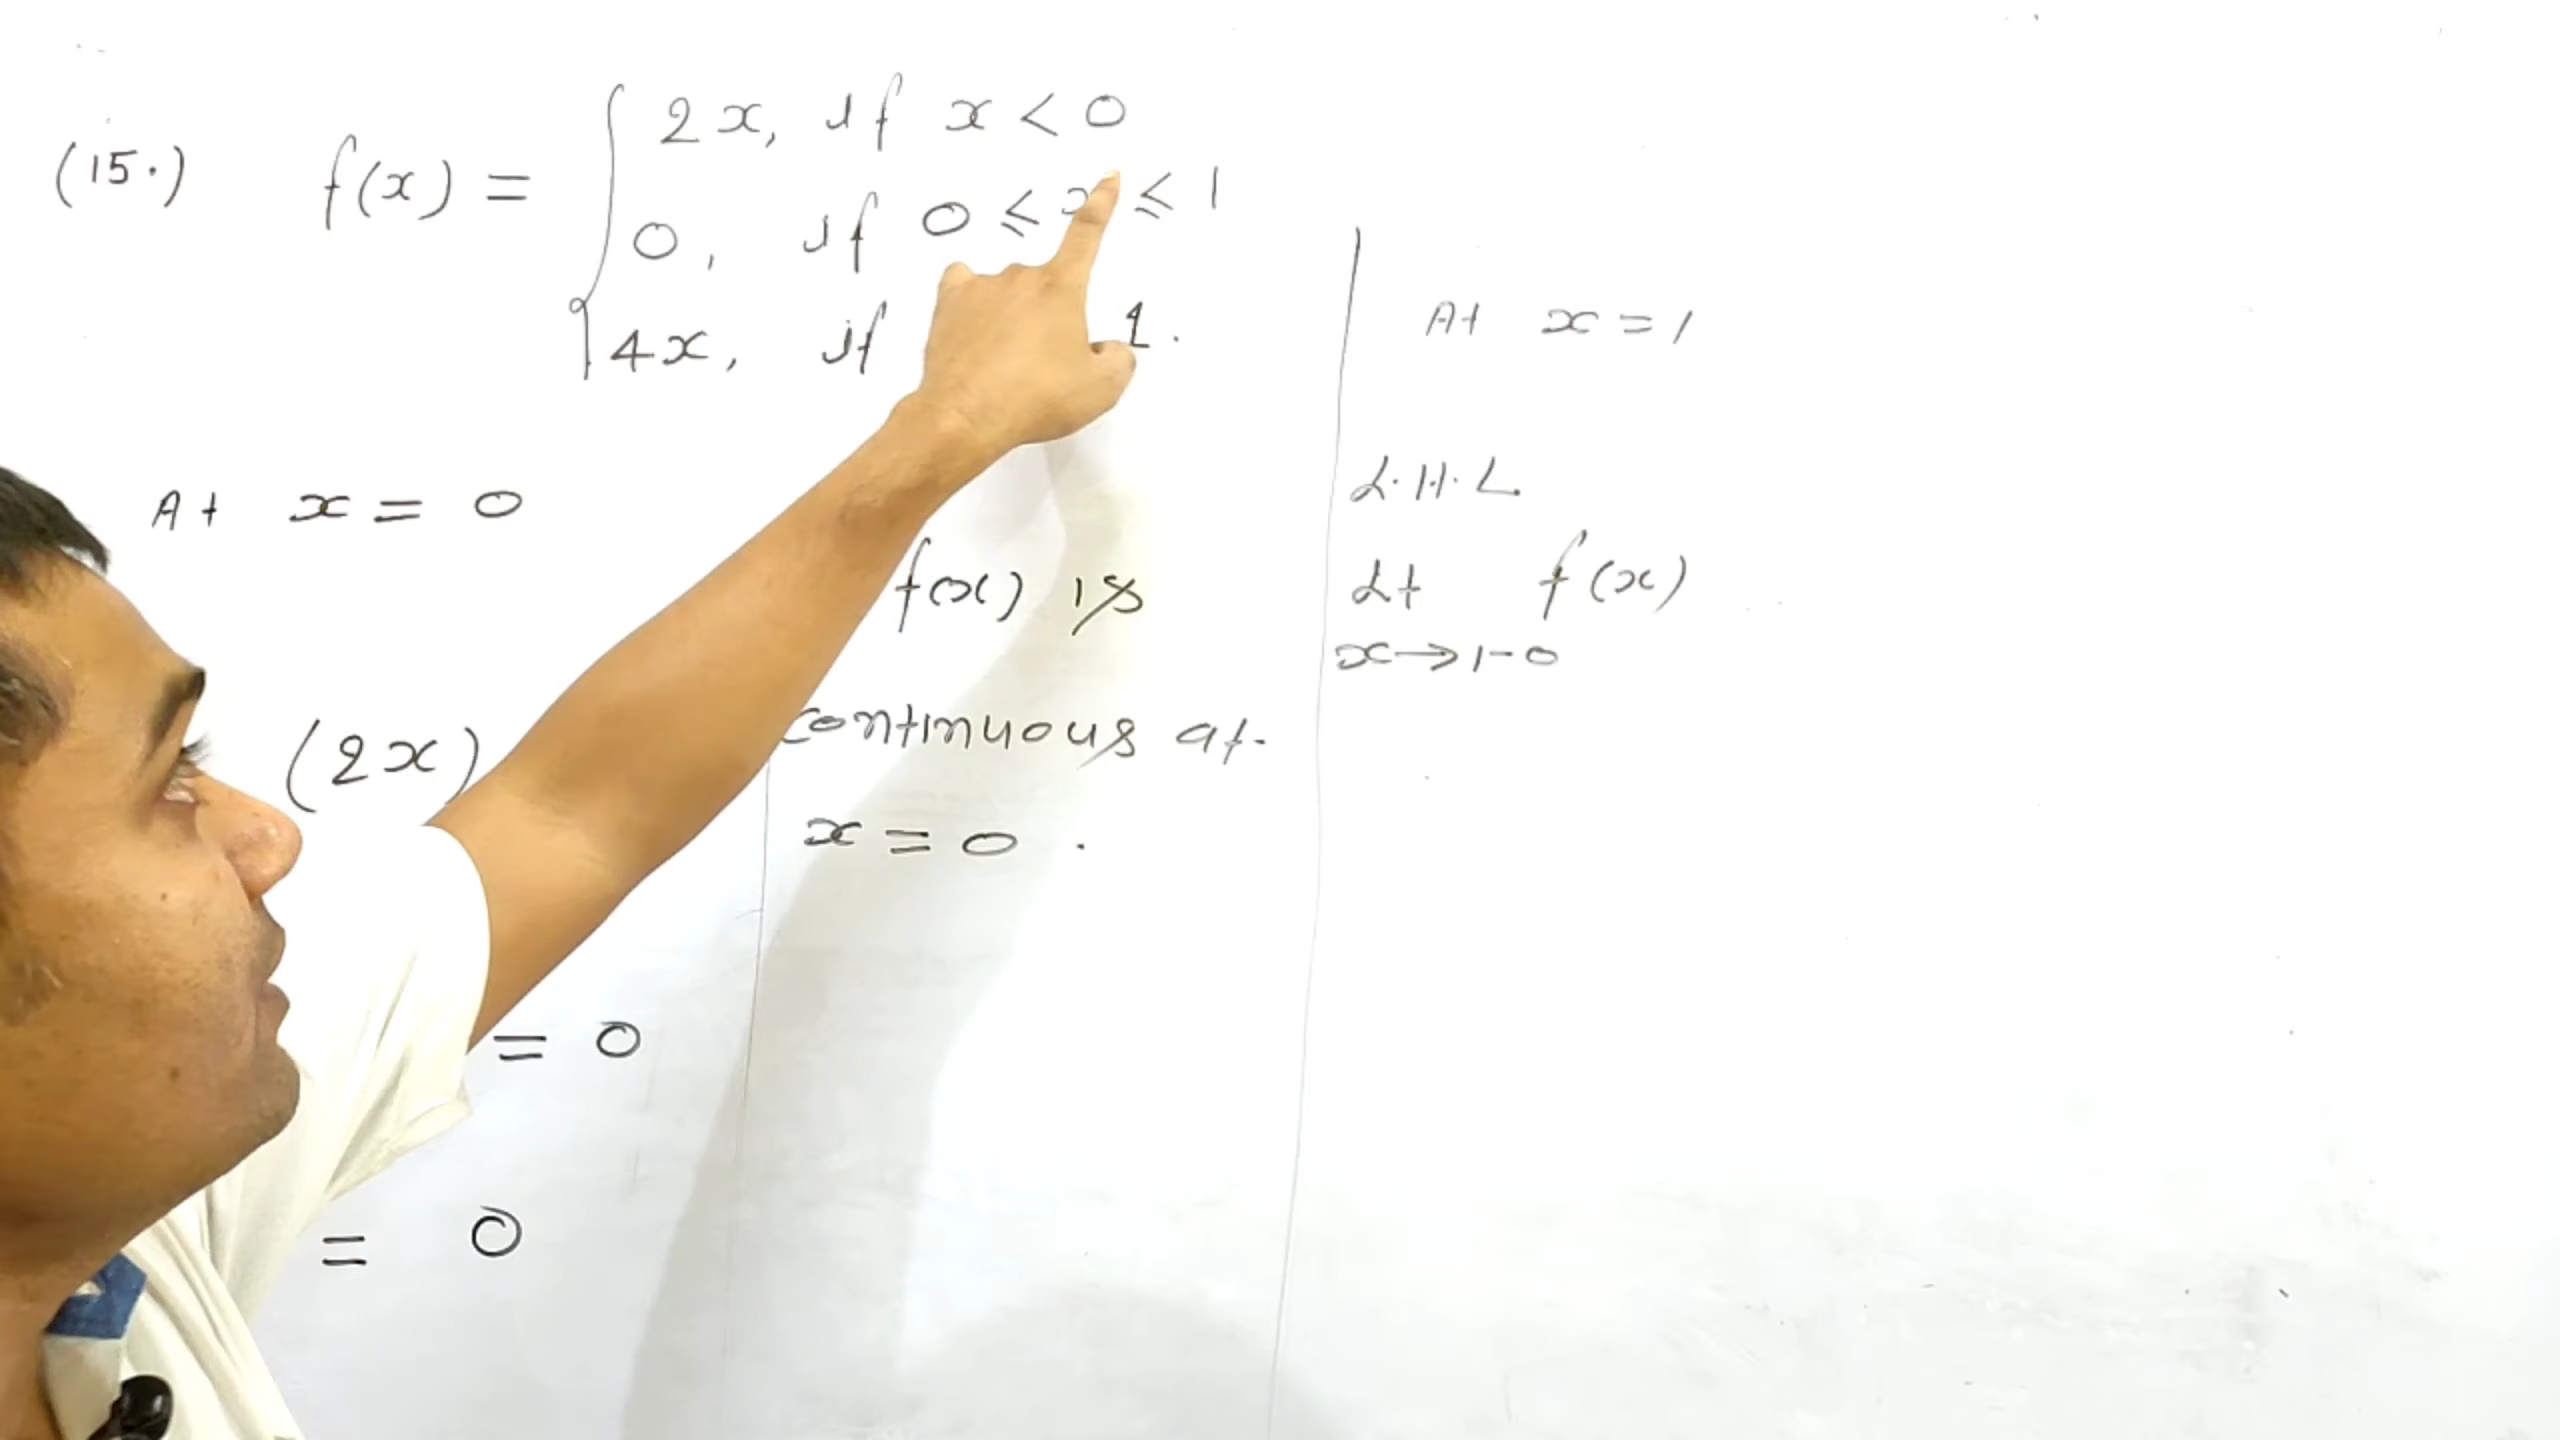 (15.) f(x) = { 2x, if x < 0
0, if 0 ≤ x ≤ 1
4x, if 1.
At x = 0
(2x)
= 0
= 0
f(x) is
continuous at
x = 0 .
At x = 1
L.H.L
Lt f(x)
x → 1-0